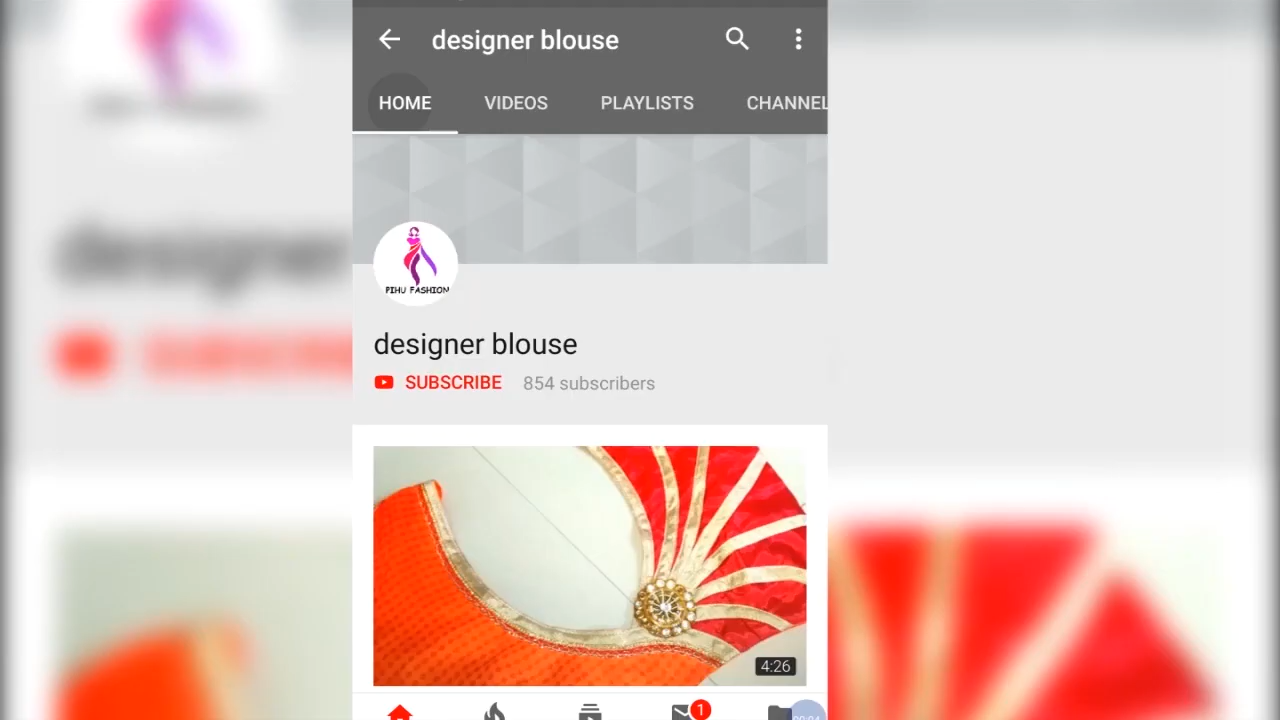 designer blouse
HOME VIDEOS PLAYLISTS CHANNEL
PIHU FASHION
designer blouse
SUBSCRIBE 854 subscribers
4:26
1